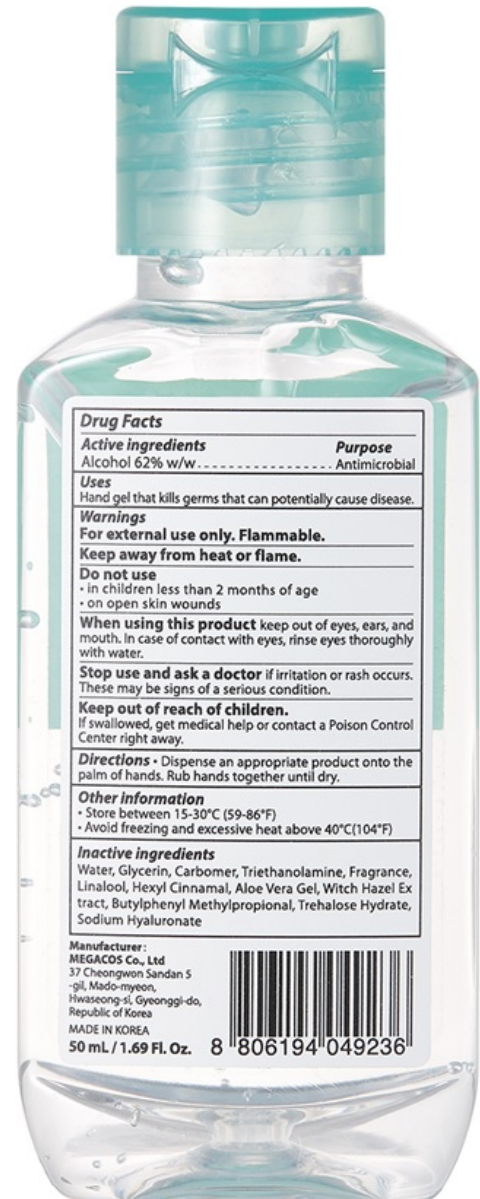 Drug Facts
Active ingredients Purpose
Alcohol 62% w/w.............................. Antimicrobial
Uses
Hand gel that kills germs that can potentially cause disease.
Warnings
For external use only. Flammable.
Keep away from heat or flame.
Do not use
• in children less than 2 months of age
• on open skin wounds
When using this product keep out of eyes, ears, and
mouth. In case of contact with eyes, rinse eyes thoroughly
with water.
Stop use and ask a doctor if irritation or rash occurs.
These may be signs of a serious condition.
Keep out of reach of children.
If swallowed, get medical help or contact a Poison Control
Center right away.
Directions • Dispense an appropriate product onto the
palm of hands. Rub hands together until dry.
Other information
• Store between 15-30°C (59-86°F)
• Avoid freezing and excessive heat above 40°C(104°F)
Inactive ingredients
Water, Glycerin, Carbomer, Triethanolamine, Fragrance,
Linalool, Hexyl Cinnamal, Aloe Vera Gel, Witch Hazel Ex
tract, Butylphenyl Methylpropional, Trehalose Hydrate,
Sodium Hyaluronate
Manufacturer:
MEGACOS Co., Ltd
37 Cheongwon Sandan 5
-gil, Mado-myeon,
Hwaseong-si, Gyeonggi-do,
Republic of Korea
MADE IN KOREA
50 mL / 1.69 Fl. Oz.
8 806194 049236